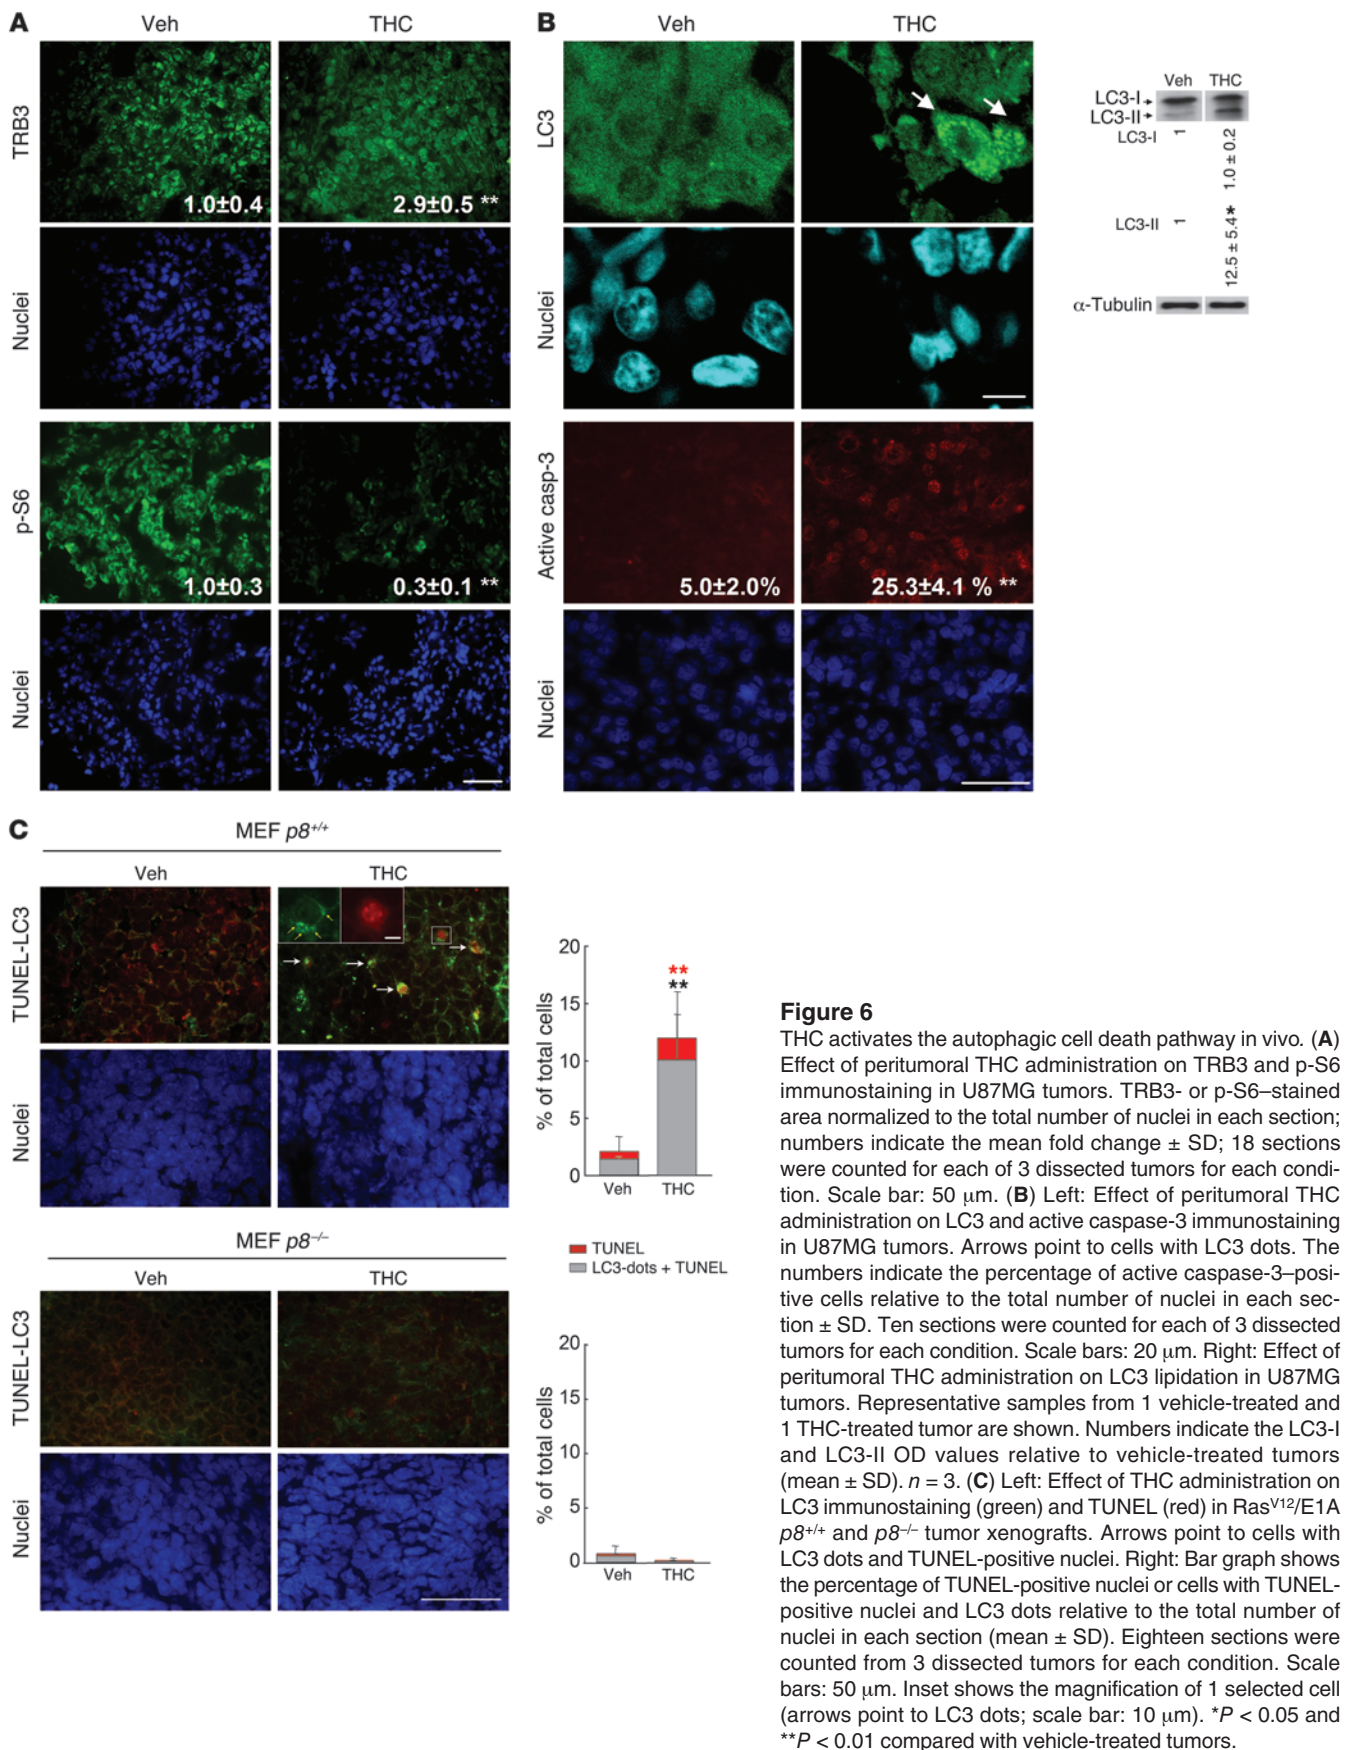 A
Veh
THC
TRB3
1.0±0.4
2.9±0.5 **
Nuclei
p-S6
1.0±0.3
0.3±0.1 **
Nuclei
B
Veh
THC
LC3
Nuclei
Active casp-3
5.0±2.0%
25.3±4.1 % **
Nuclei
Veh THC
LC3-I
LC3-II
LC3-I 1 1.0 ± 0.2
LC3-II 1 12.5 ± 5.4*
α-Tubulin
C
MEF p8+/+
Veh
THC
TUNEL-LC3
Nuclei
% of total cells
20
15
10
5
0
**
**
Veh THC
TUNEL
LC3-dots + TUNEL
MEF p8–/–
Veh
THC
TUNEL-LC3
Nuclei
% of total cells
20
15
10
5
0
Veh THC
Figure 6
THC activates the autophagic cell death pathway in vivo. (A)
Effect of peritumoral THC administration on TRB3 and p-S6
immunostaining in U87MG tumors. TRB3- or p-S6–stained
area normalized to the total number of nuclei in each section;
numbers indicate the mean fold change ± SD; 18 sections
were counted for each of 3 dissected tumors for each condi-
tion. Scale bar: 50 μm. (B) Left: Effect of peritumoral THC
administration on LC3 and active caspase-3 immunostaining
in U87MG tumors. Arrows point to cells with LC3 dots. The
numbers indicate the percentage of active caspase-3–posi-
tive cells relative to the total number of nuclei in each sec-
tion ± SD. Ten sections were counted for each of 3 dissected
tumors for each condition. Scale bars: 20 μm. Right: Effect of
peritumoral THC administration on LC3 lipidation in U87MG
tumors. Representative samples from 1 vehicle-treated and
1 THC-treated tumor are shown. Numbers indicate the LC3-I
and LC3-II OD values relative to vehicle-treated tumors
(mean ± SD). n = 3. (C) Left: Effect of THC administration on
LC3 immunostaining (green) and TUNEL (red) in RasV12/E1A
p8+/+ and p8–/– tumor xenografts. Arrows point to cells with
LC3 dots and TUNEL-positive nuclei. Right: Bar graph shows
the percentage of TUNEL-positive nuclei or cells with TUNEL-
positive nuclei and LC3 dots relative to the total number of
nuclei in each section (mean ± SD). Eighteen sections were
counted from 3 dissected tumors for each condition. Scale
bars: 50 μm. Inset shows the magnification of 1 selected cell
(arrows point to LC3 dots; scale bar: 10 μm). *P < 0.05 and
**P < 0.01 compared with vehicle-treated tumors.